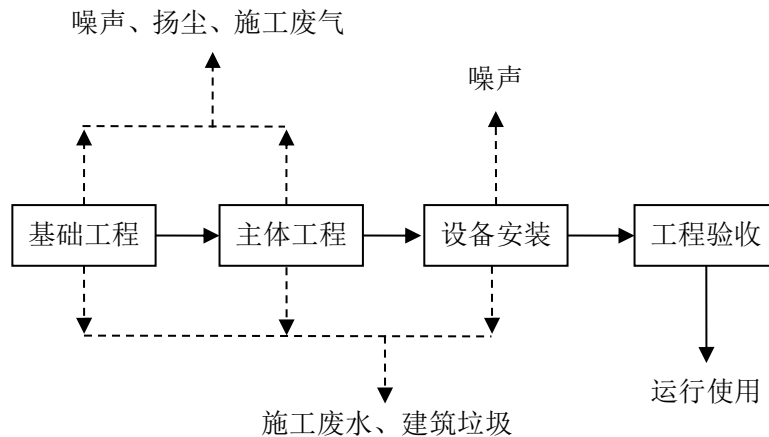 噪声、扬尘、施工废气
噪声
基础工程
主体工程
设备安装
工程验收
运行使用
施工废水、建筑垃圾